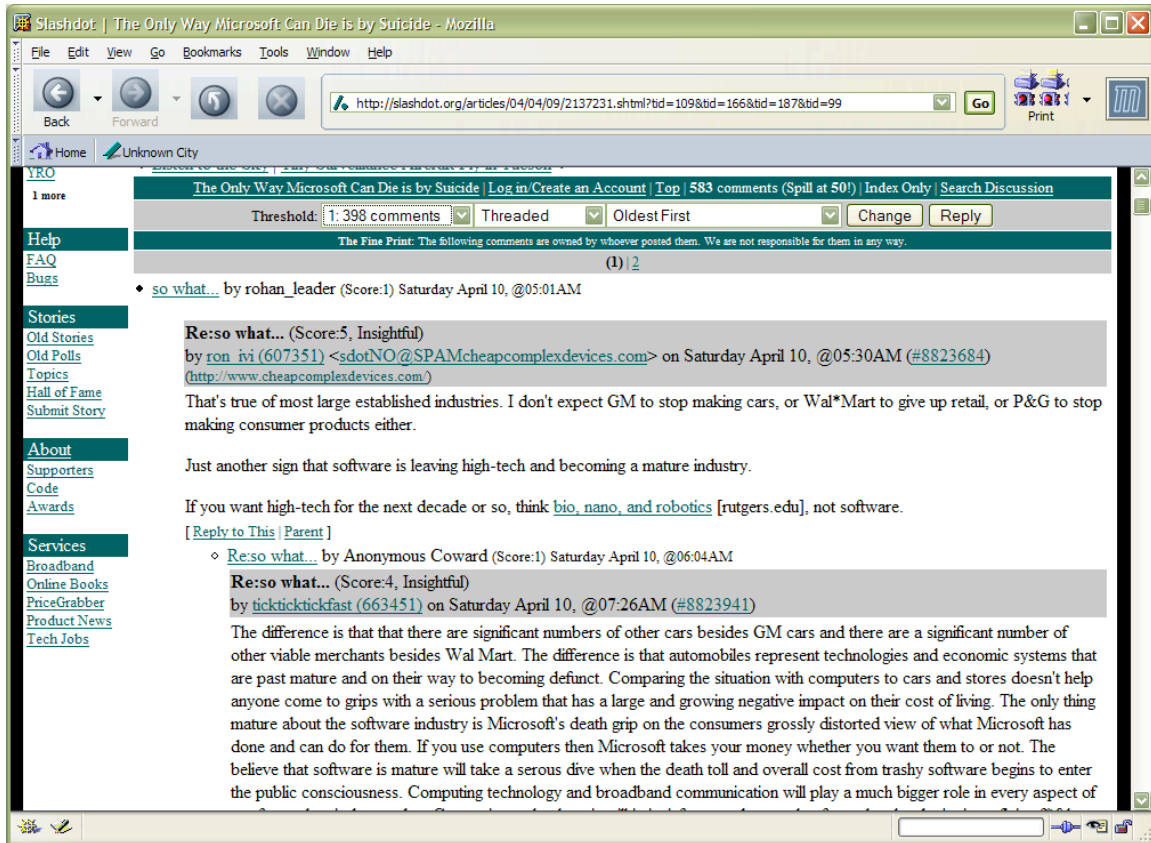 Slashdot | The Only Way Microsoft Can Die is by Suicide - Mozilla
File Edit View Go Bookmarks Tools Window Help
Back Forward http://slashdot.org/articles/04/04/09/2137231.shtml?tid=109&tid=166&tid=187&tid=99 Go Print
Home Unknown City
YRO
1 more
Help
FAQ
Bugs
Stories
Old Stories
Old Polls
Topics
Hall of Fame
Submit Story
About
Supporters
Code
Awards
Services
Broadband
Online Books
PriceGrabber
Product News
Tech Jobs
The Only Way Microsoft Can Die is by Suicide | Log in/Create an Account | Top | 583 comments (Spill at 50!) | Index Only | Search Discussion
Threshold: 1: 398 comments Threaded Oldest First Change Reply
The Fine Print: The following comments are owned by whoever posted them. We are not responsible for them in any way.
(1) | 2
so what... by rohan_leader (Score:1) Saturday April 10, @05:01AM
Re:so what... (Score:5, Insightful)
by ron_ivi (607351) <sdotNO@SPAMcheapcomplexdevices.com> on Saturday April 10, @05:30AM (#8823684)
(http://www.cheapcomplexdevices.com/)
That's true of most large established industries. I don't expect GM to stop making cars, or Wal*Mart to give up retail, or P&G to stop
making consumer products either.
Just another sign that software is leaving high-tech and becoming a mature industry.
If you want high-tech for the next decade or so, think bio, nano, and robotics [rutgers.edu], not software.
[ Reply to This | Parent ]
Re:so what... by Anonymous Coward (Score:1) Saturday April 10, @06:04AM
Re:so what... (Score:4, Insightful)
by tickticktickfast (663451) on Saturday April 10, @07:26AM (#8823941)
The difference is that that there are significant numbers of other cars besides GM cars and there are a significant number of
other viable merchants besides Wal Mart. The difference is that automobiles represent technologies and economic systems that
are past mature and on their way to becoming defunct. Comparing the situation with computers to cars and stores doesn't help
anyone come to grips with a serious problem that has a large and growing negative impact on their cost of living. The only thing
mature about the software industry is Microsoft's death grip on the consumers grossly distorted view of what Microsoft has
done and can do for them. If you use computers then Microsoft takes your money whether you want them to or not. The
believe that software is mature will take a serous dive when the death toll and overall cost from trashy software begins to enter
the public consciousness. Computing technology and broadband communication will play a much bigger role in every aspect of